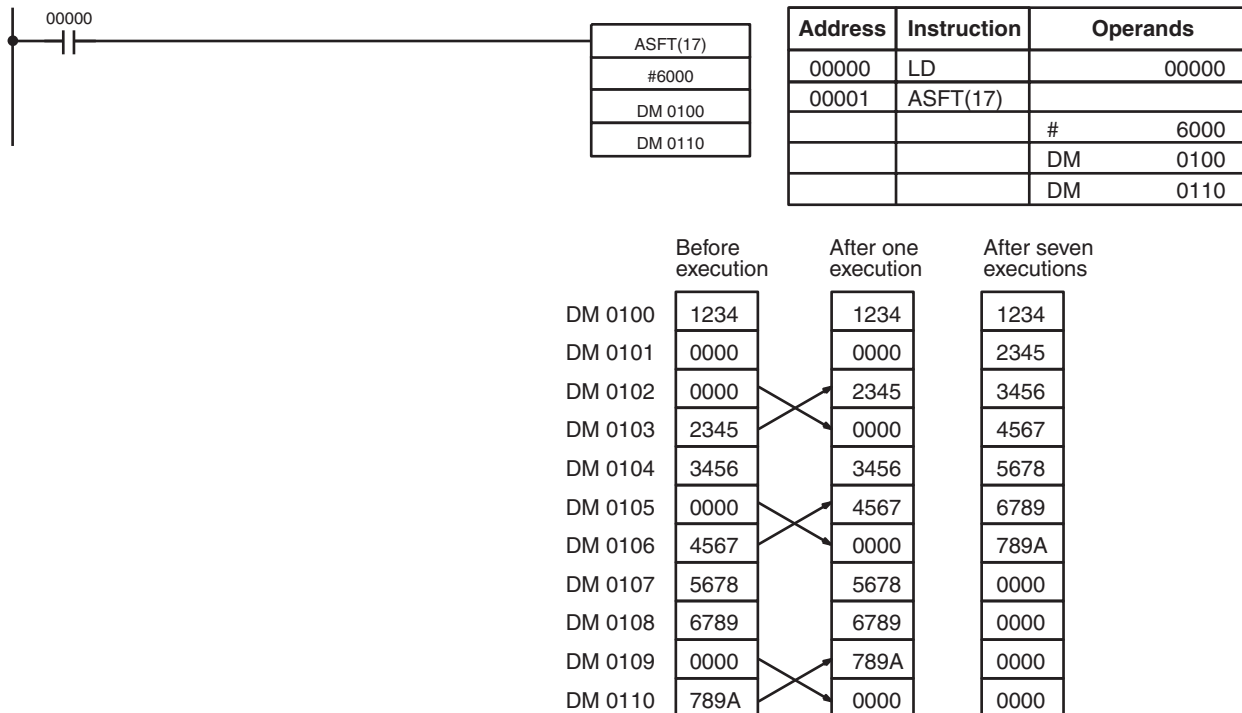 00000
ASFT(17)
#6000
DM 0100
DM 0110
Address Instruction Operands
00000 LD 00000
00001 ASFT(17)
# 6000
DM 0100
DM 0110
Before execution After one execution After seven executions
DM 0100 1234 1234 1234
DM 0101 0000 0000 2345
DM 0102 0000 2345 3456
DM 0103 2345 0000 4567
DM 0104 3456 3456 5678
DM 0105 0000 4567 6789
DM 0106 4567 0000 789A
DM 0107 5678 5678 0000
DM 0108 6789 6789 0000
DM 0109 0000 789A 0000
DM 0110 789A 0000 0000